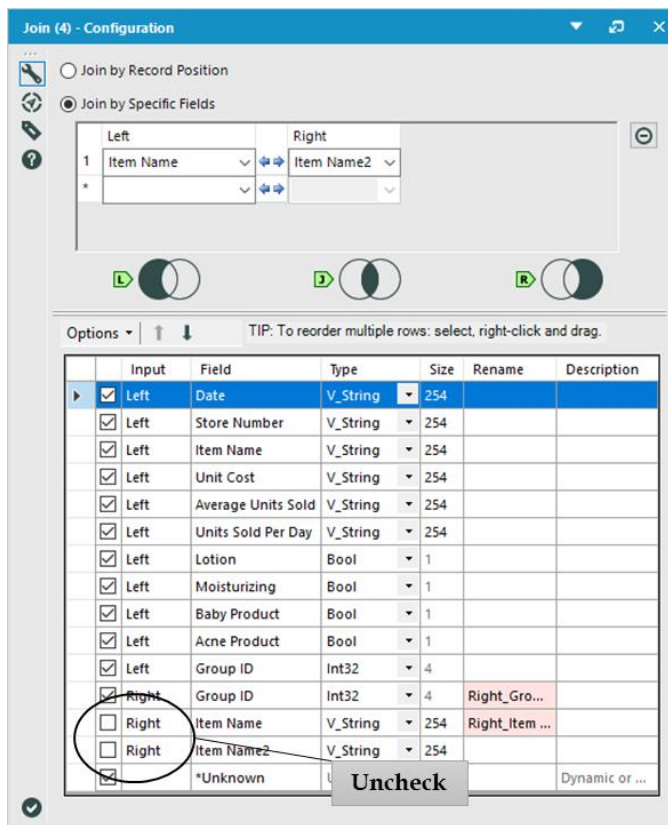 Join (4) - Configuration
Join by Record Position
Join by Specific Fields
Left Right
1 Item Name Item Name2
*
L J R
Options TIP: To reorder multiple rows: select, right-click and drag.
Input Field Type Size Rename Description
Left Date V_String 254
Left Store Number V_String 254
Left Item Name V_String 254
Left Unit Cost V_String 254
Left Average Units Sold V_String 254
Left Units Sold Per Day V_String 254
Left Lotion Bool 1
Left Moisturizing Bool 1
Left Baby Product Bool 1
Left Acne Product Bool 1
Left Group ID Int32 4
Right Group ID Int32 4 Right_Gro...
Right Item Name V_String 254 Right_Item ...
Right Item Name2 V_String 254
*Unknown Dynamic or ...
Uncheck